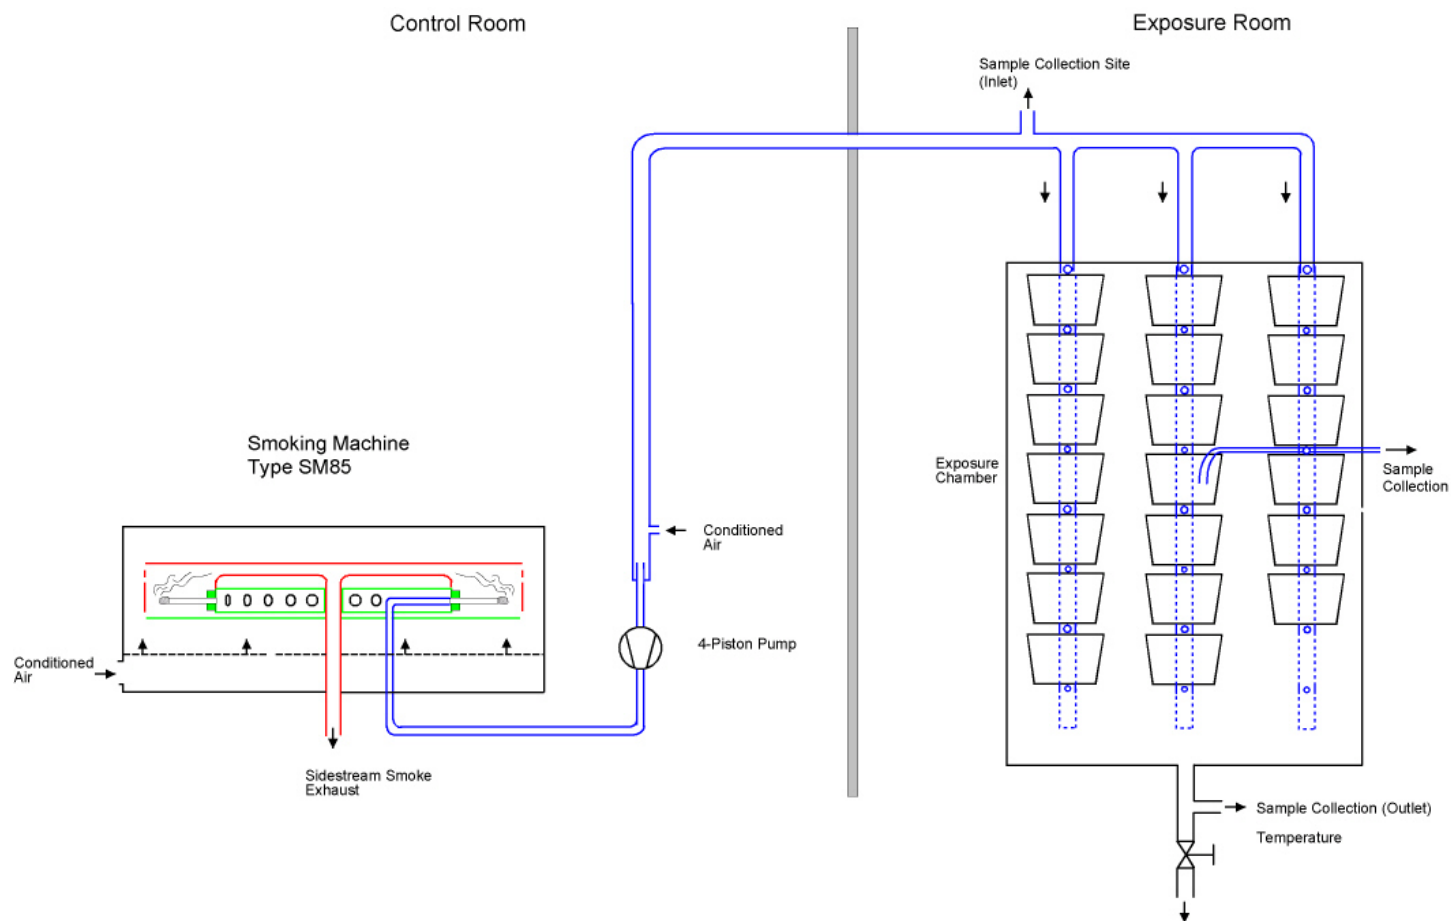 Control Room
Exposure Room
Sample Collection Site
(Inlet)
Smoking Machine
Type SM85
Exposure
Chamber
Sample
Collection
Conditioned
Air
4-Piston Pump
Conditioned
Air
Sidestream Smoke
Exhaust
Sample Collection (Outlet)
Temperature